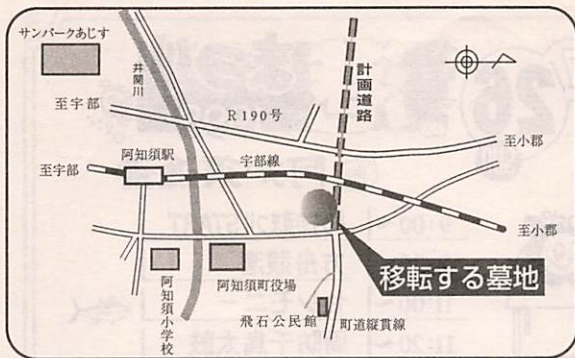 サンパークあじす
井関川
計画道路
至宇部
R190号
至小郡
至宇部
阿知須駅
宇部線
至小郡
移転する墓地
阿知須小学校
阿知須町役場
飛石公民館
町道縦貫線